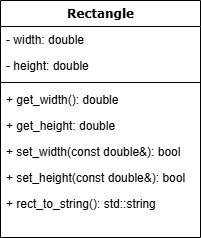 Rectangle
- width: double
- height: double
+ get_width(): double
+ get_height: double
+ set_width(const double&): bool
+ set_height(const double&): bool
+ rect_to_string(): std::string